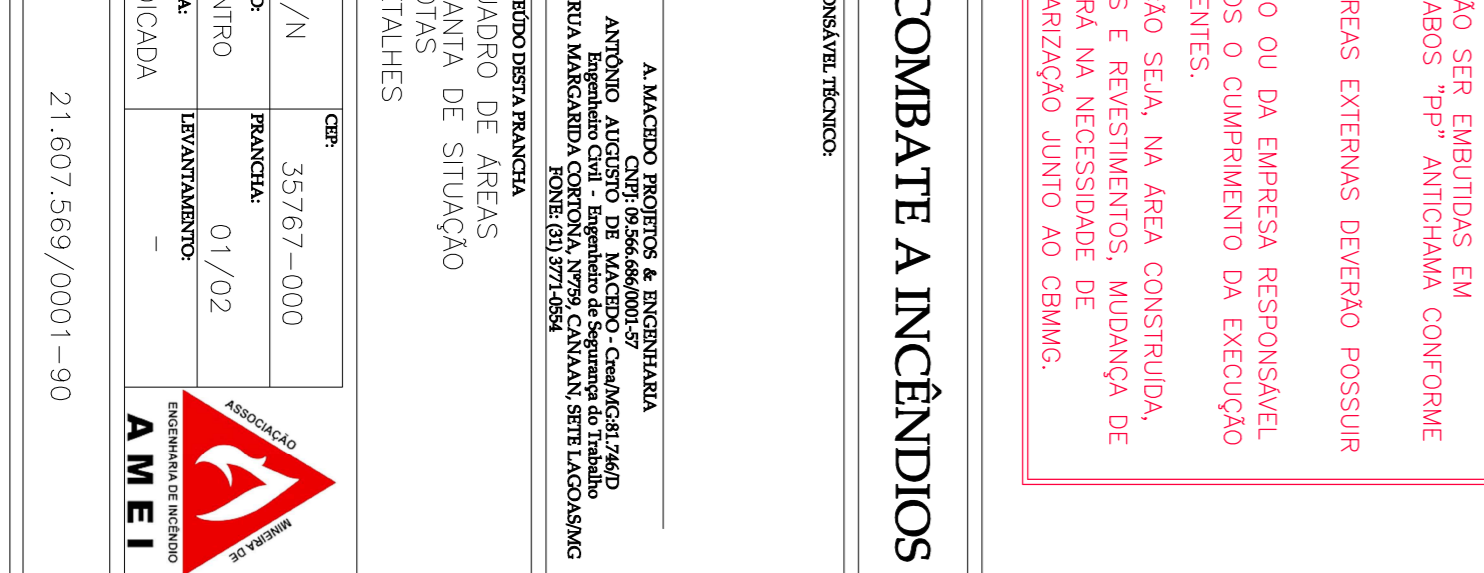 ÃO SER EMBUTIDAS EM
ABOS "PP" ANTICHAMA CONFORME
REAS EXTERNAS DEVERÃO POSSUIR
O OU DA EMPRESA RESPONSÁVEL
OS O CUMPRIMENTO DA EXECUÇÃO
ENTES.
ÃO SEJA, NA ÁREA CONSTRUÍDA,
S E REVESTIMENTOS, MUDANÇA DE
RÁ NA NECESSIDADE DE
ARIZAÇÃO JUNTO AO CBMMG.
COMBATE A INCÊNDIOS
ONSÁVEL TÉCNICO:
A. MACEDO PROJETOS & ENGENHARIA
CNPJ: 09.566.686/0001-57
ANTÔNIO AUGUSTO DE MACEDO - Crea/MG:81.746/D
Engenheiro Civil - Engenheiro de Segurança do Trabalho
RUA MARGARIDA CORTONA, Nº759, CANAAN, SETE LAGOAS/MG
FONE: (31) 3771-0554
EÚDO DESTA PRANCHA
UADRO DE ÁREAS
ANTA DE SITUAÇÃO
OTAS
ETALHES
/N
CEP:
35767-000
O:
NTRO
PRANCHA:
01/02
A:
DICADA
LEVANTAMENTO:
-
ASSOCIAÇÃO
MINEIRA DE
ENGENHARIA DE INCÊNDIO
AMEI
21.607.569/0001-90